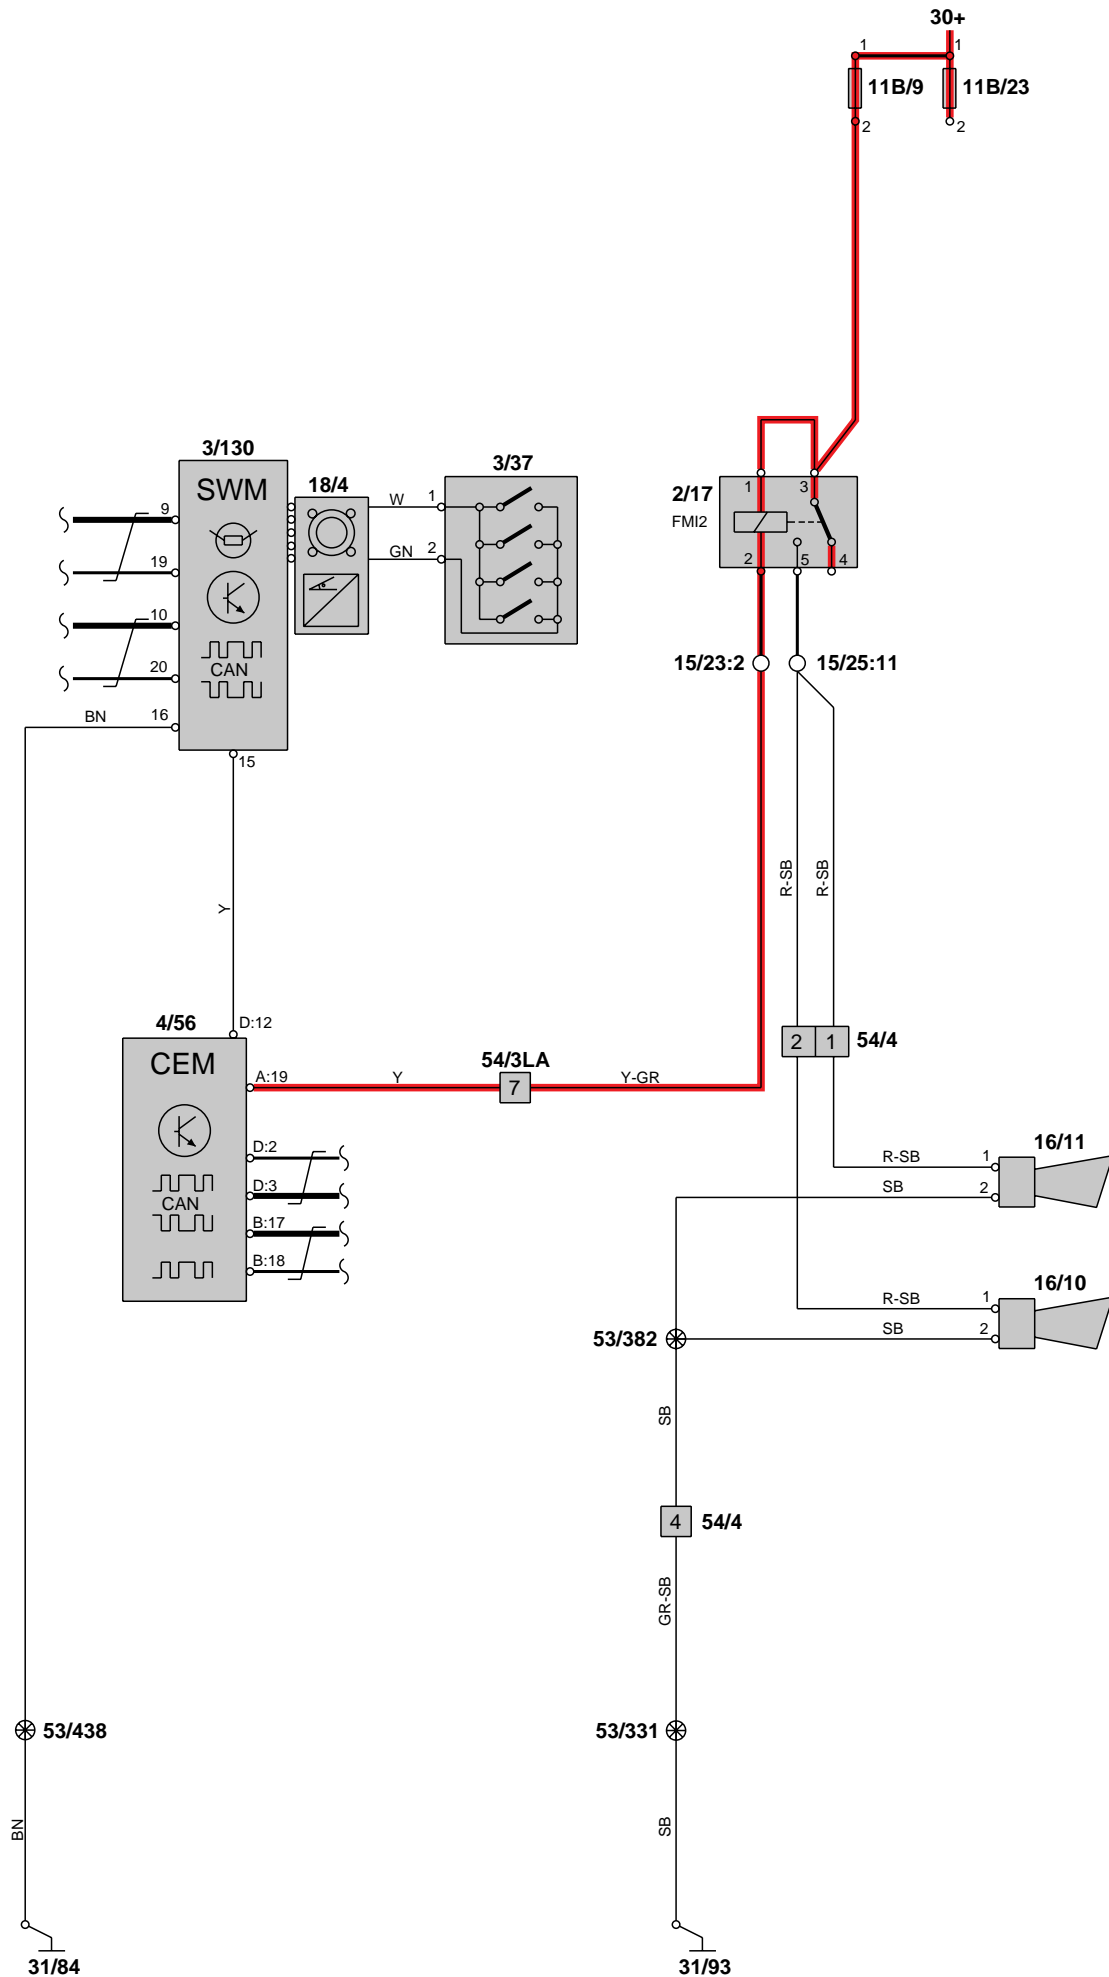 30+
1 1
11B/9 11B/23
2 2
3/130
SWM
18/4
3/37
2/17
FMI2
1 3
2 5 4
9
19
10
20
CAN
16
BN
15
W 1
GN 2
15/23:2 15/25:11
R-SB R-SB
Y
4/56 D:12
CEM
A:19 Y
54/3LA
7
Y-GR
2 1 54/4
D:2
D:3
CAN
B:17
B:18
16/11
R-SB 1
SB 2
16/10
R-SB 1
SB 2
53/382
SB
4 54/4
GR-SB
53/438
53/331
BN
SB
31/84
31/93